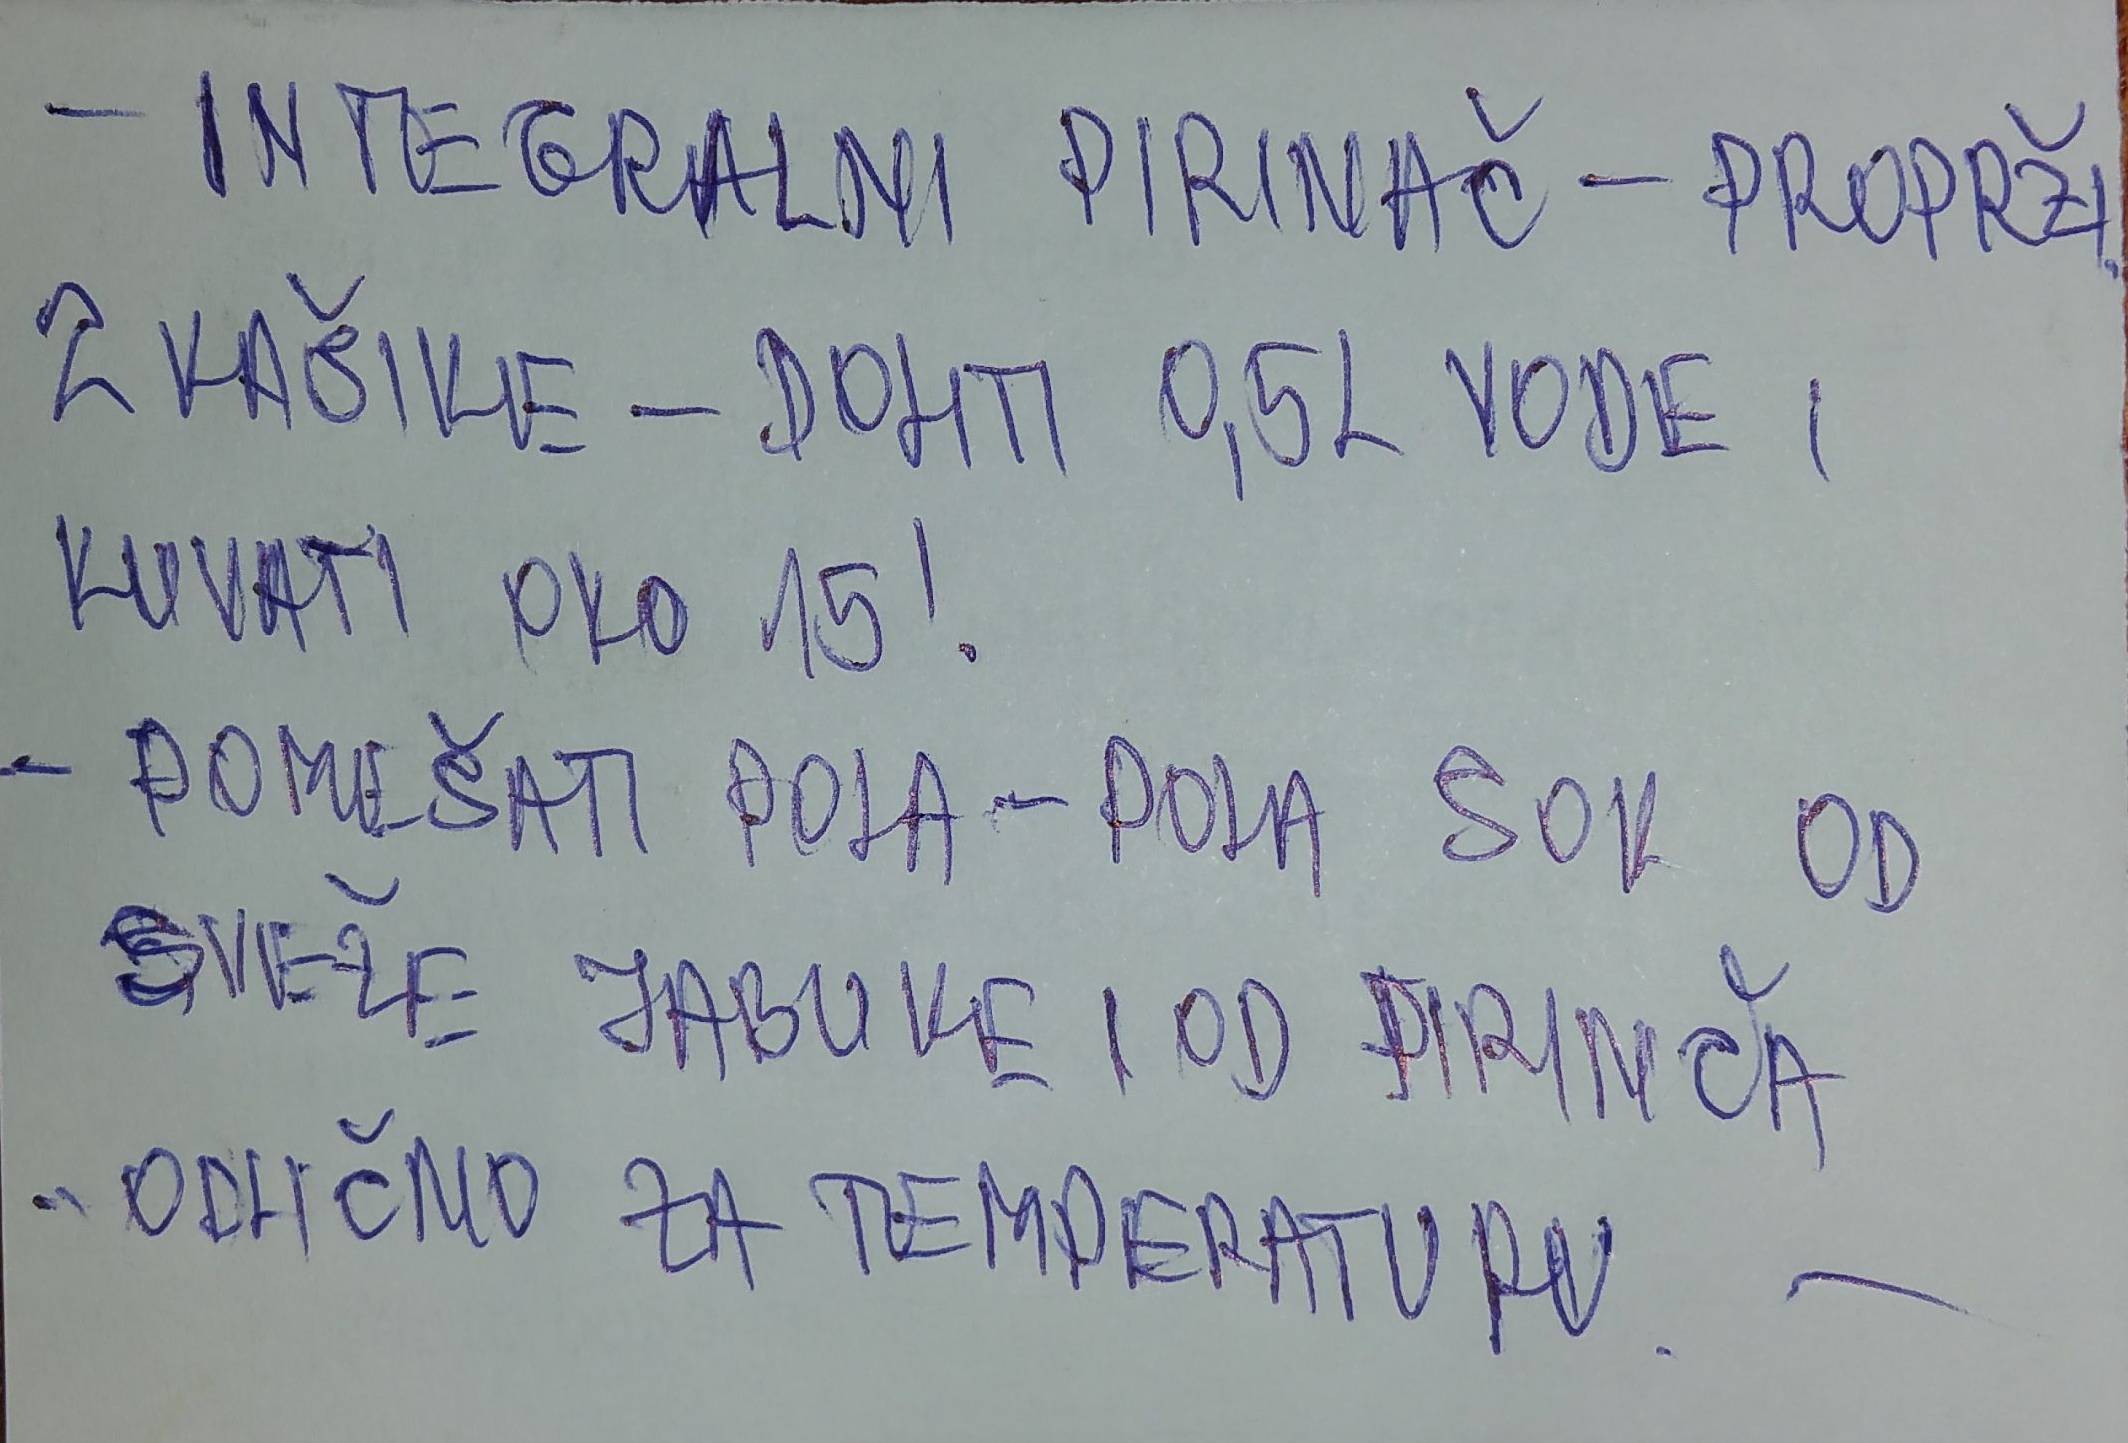 - INTEGRALNI PIRINAČ - PROPRŽI.
2 KAŠIKE - DOLITI 0,5L VODE I
KUVATI OKO 15'.
- POMEŠATI POLA - POLA SOK OD
SVEŽE JABUKE I OD PIRINČA
- ODLIČNO ZA TEMPERATURU. -